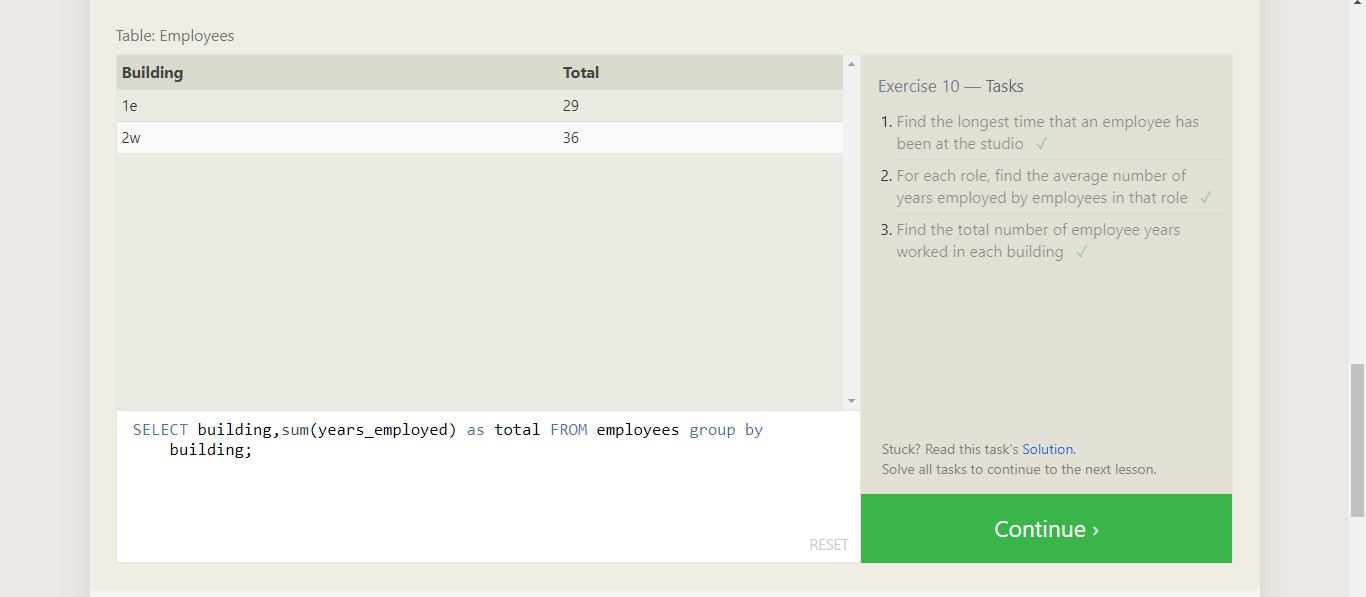 Table: Employees
Building Total
1e 29
2w 36
SELECT building,sum(years_employed) as total FROM employees group by
building;
RESET
Exercise 10 — Tasks
1. Find the longest time that an employee has
been at the studio ✓
2. For each role, find the average number of
years employed by employees in that role ✓
3. Find the total number of employee years
worked in each building ✓
Stuck? Read this task's Solution.
Solve all tasks to continue to the next lesson.
Continue ›